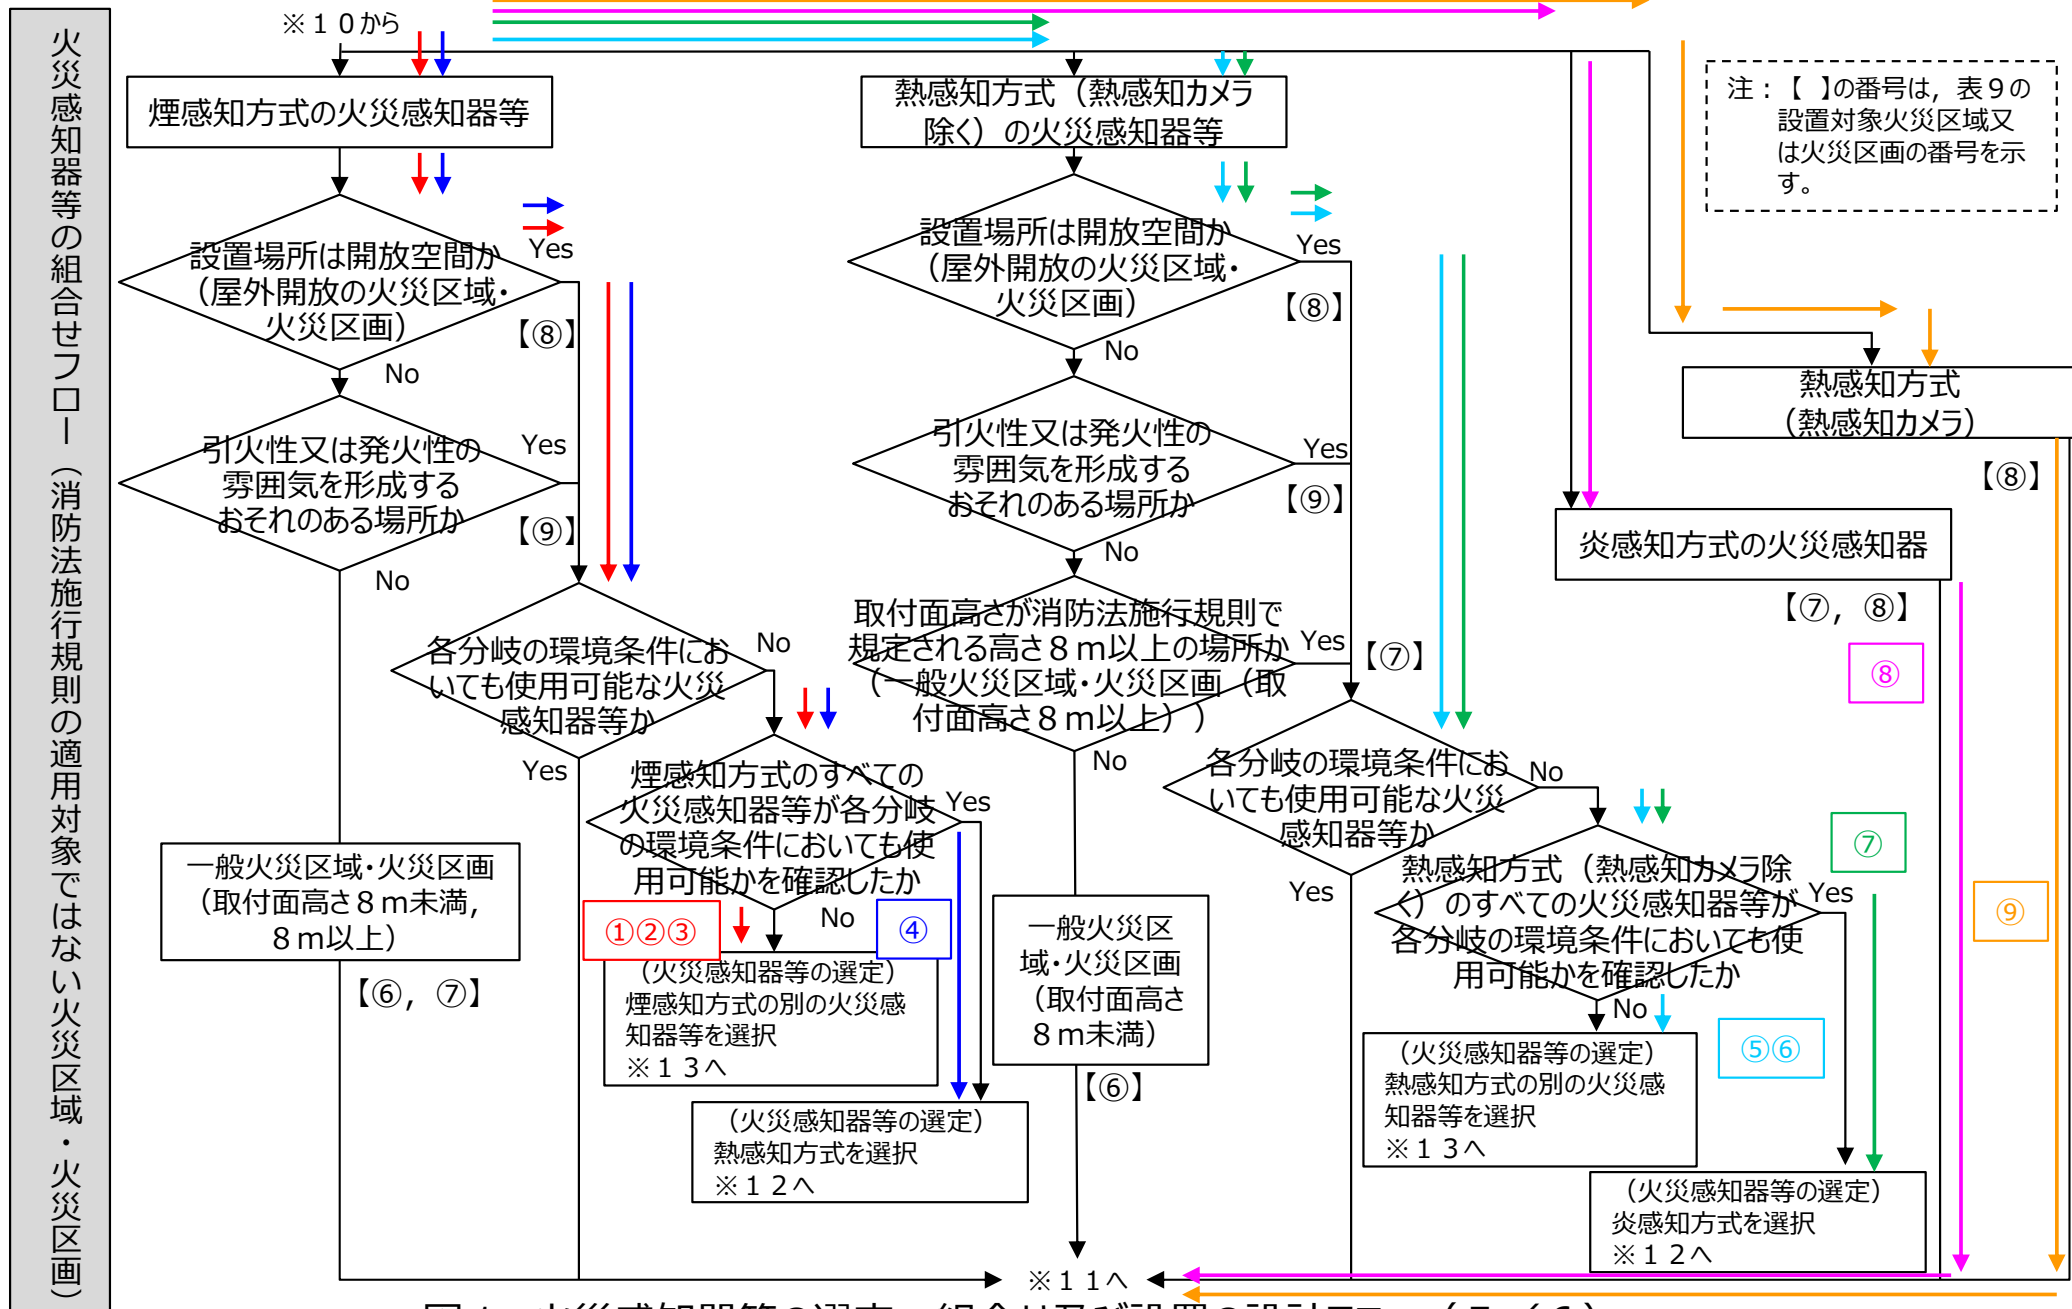 火災感知器等の組合せフロー（消防法施行規則の適用対象ではない火災区域・火災区画）
※１０から
煙感知方式の火災感知器等
設置場所は開放空間か
（屋外開放の火災区域・
火災区画）
Yes
【⑧】
No
引火性又は発火性の
雰囲気を形成する
おそれのある場所か
Yes
【⑨】
No
各分岐の環境条件にお
いても使用可能な火災
感知器等か
No
Yes
煙感知方式のすべての
火災感知器等が各分岐
の環境条件においても使
用可能かを確認したか
Yes
No
①②③
④
一般火災区域・火災区画
（取付面高さ８ｍ未満，
８ｍ以上）
【⑥，⑦】
（火災感知器等の選定）
煙感知方式の別の火災感
知器等を選択
※１３へ
（火災感知器等の選定）
熱感知方式を選択
※１２へ
熱感知方式（熱感知カメラ
除く）の火災感知器等
設置場所は開放空間か
（屋外開放の火災区域・
火災区画）
Yes
【⑧】
No
引火性又は発火性の
雰囲気を形成する
おそれのある場所か
Yes
【⑨】
No
取付面高さが消防法施行規則で
規定される高さ８ｍ以上の場所か
（一般火災区域・火災区画（取
付面高さ８ｍ以上））
Yes
【⑦】
No
一般火災区
域・火災区画
（取付面高さ
８ｍ未満）
【⑥】
各分岐の環境条件にお
いても使用可能な火災
感知器等か
No
Yes
熱感知方式（熱感知カメラ除
く）のすべての火災感知器等が
各分岐の環境条件においても使
用可能かを確認したか
Yes
No
⑦
⑤⑥
（火災感知器等の選定）
熱感知方式の別の火災感
知器等を選択
※１３へ
（火災感知器等の選定）
炎感知方式を選択
※１２へ
注：【 】の番号は，表９の
設置対象火災区域又
は火災区画の番号を示
す。
熱感知方式
（熱感知カメラ）
【⑧】
炎感知方式の火災感知器
【⑦，⑧】
⑧
⑨
※１１へ